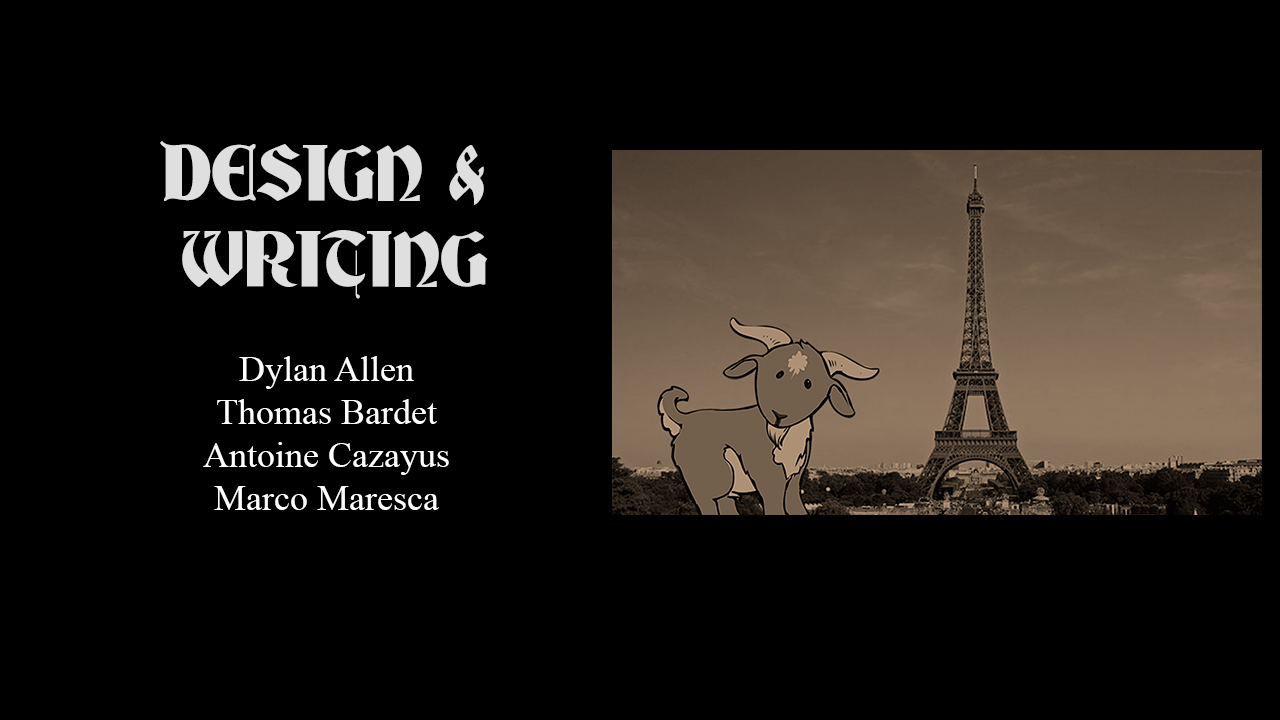 DESIGN &
WRITING
Dylan Allen
Thomas Bardet
Antoine Cazayus
Marco Maresca